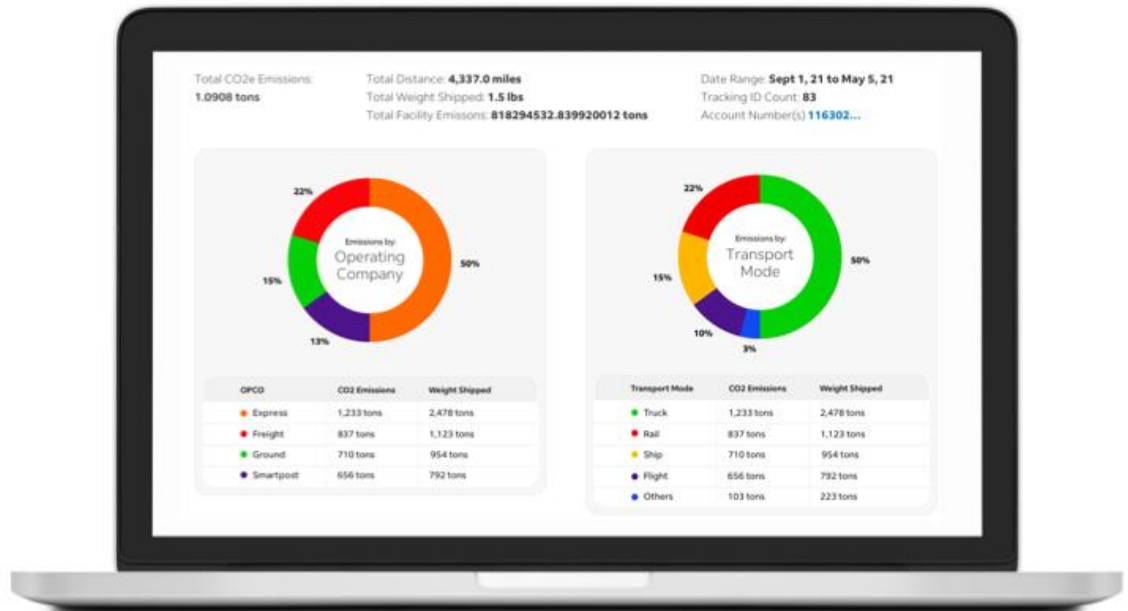 Total CO2e Emissions:
1.0908 tons
Total Distance: 4,337.0 miles
Total Weight Shipped: 1.5 lbs
Total Facility Emissons: 818294532.839920012 tons
Date Range: Sept 1, 21 to May 5, 21
Tracking ID Count: 83
Account Number(s) 116302...
22%
50%
15%
13%
Emissions by:
Operating
Company
OPCO CO2 Emissions Weight Shipped
Express 1,233 tons 2,478 tons
Freight 837 tons 1,123 tons
Ground 710 tons 954 tons
Smartpost 656 tons 792 tons
22%
50%
15%
10%
3%
Emissions by:
Transport
Mode
Transport Mode CO2 Emissions Weight Shipped
Truck 1,233 tons 2,478 tons
Rail 837 tons 1,123 tons
Ship 710 tons 954 tons
Flight 656 tons 792 tons
Others 103 tons 223 tons